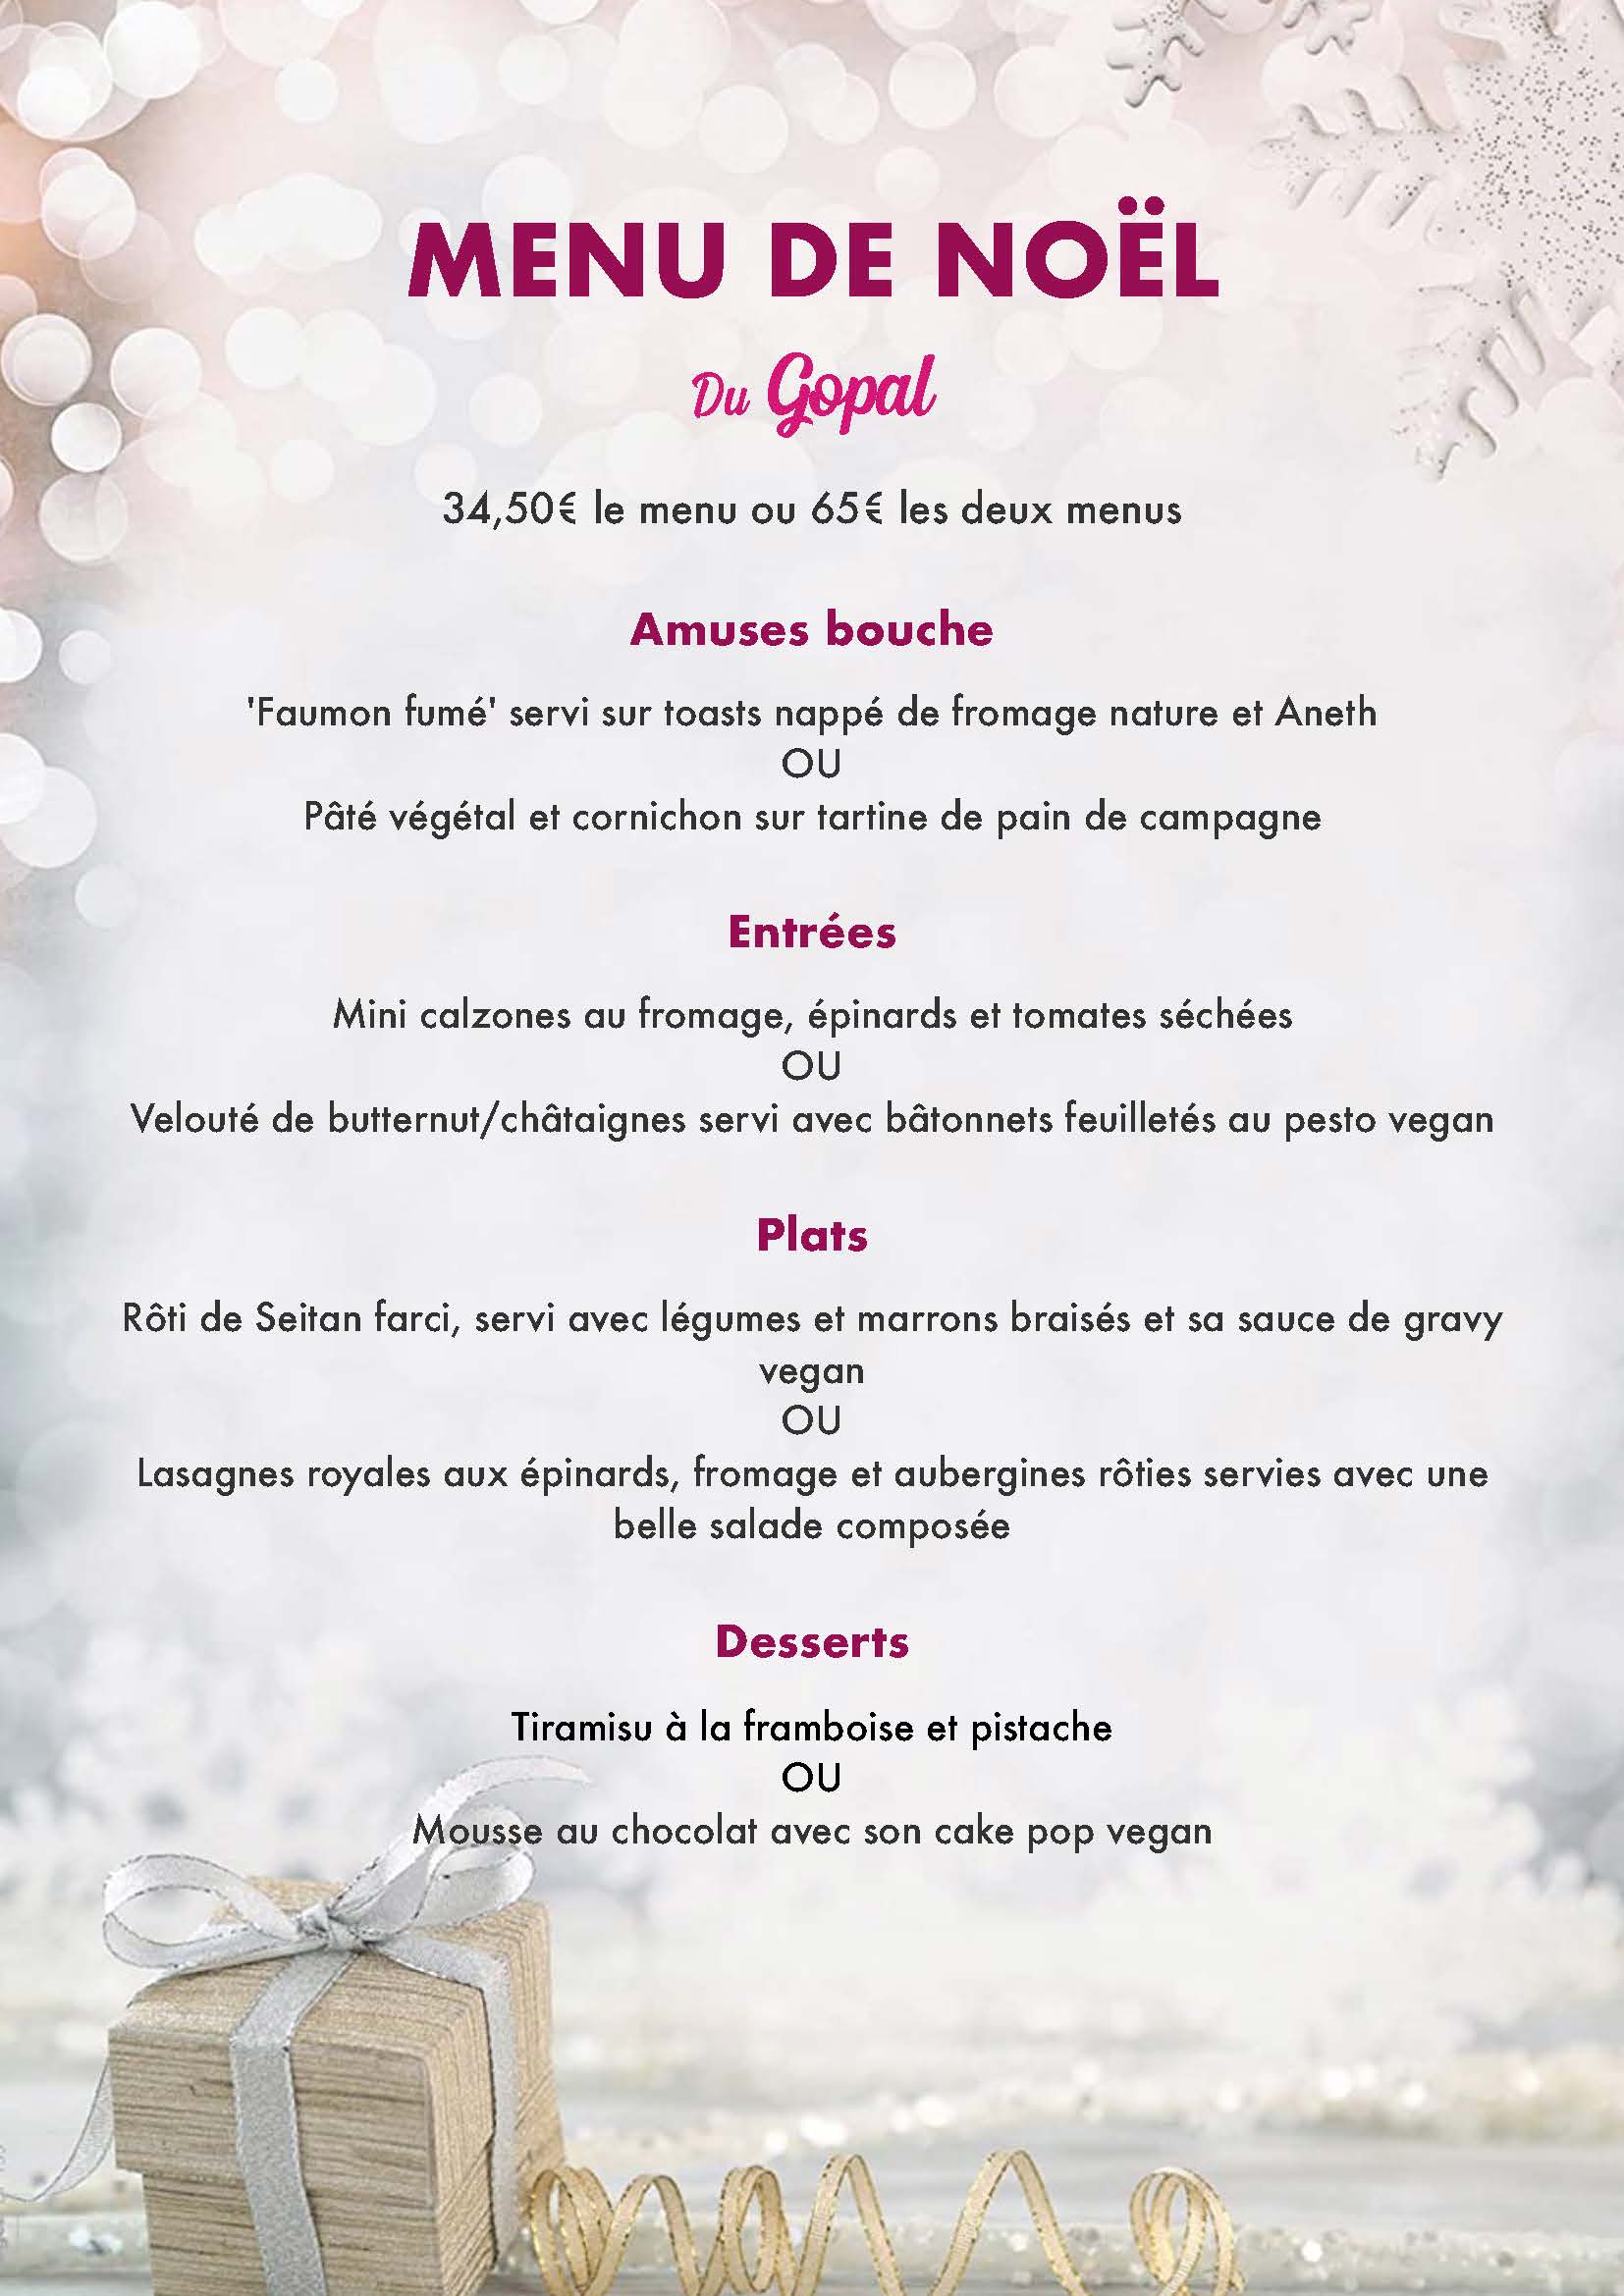 MENU DE NOËL
Du Gopal
34,50€ le menu ou 65€ les deux menus
Amuses bouche
'Faumon fumé' servi sur toasts nappé de fromage nature et Aneth
OU
Pâté végétal et cornichon sur tartine de pain de campagne
Entrées
Mini calzones au fromage, épinards et tomates séchées
OU
Velouté de butternut/châtaignes servi avec bâtonnets feuilletés au pesto vegan
Plats
Rôti de Seitan farci, servi avec légumes et marrons braisés et sa sauce de gravy
vegan
OU
Lasagnes royales aux épinards, fromage et aubergines rôties servies avec une
belle salade composée
Desserts
Tiramisu à la framboise et pistache
OU
Mousse au chocolat avec son cake pop vegan